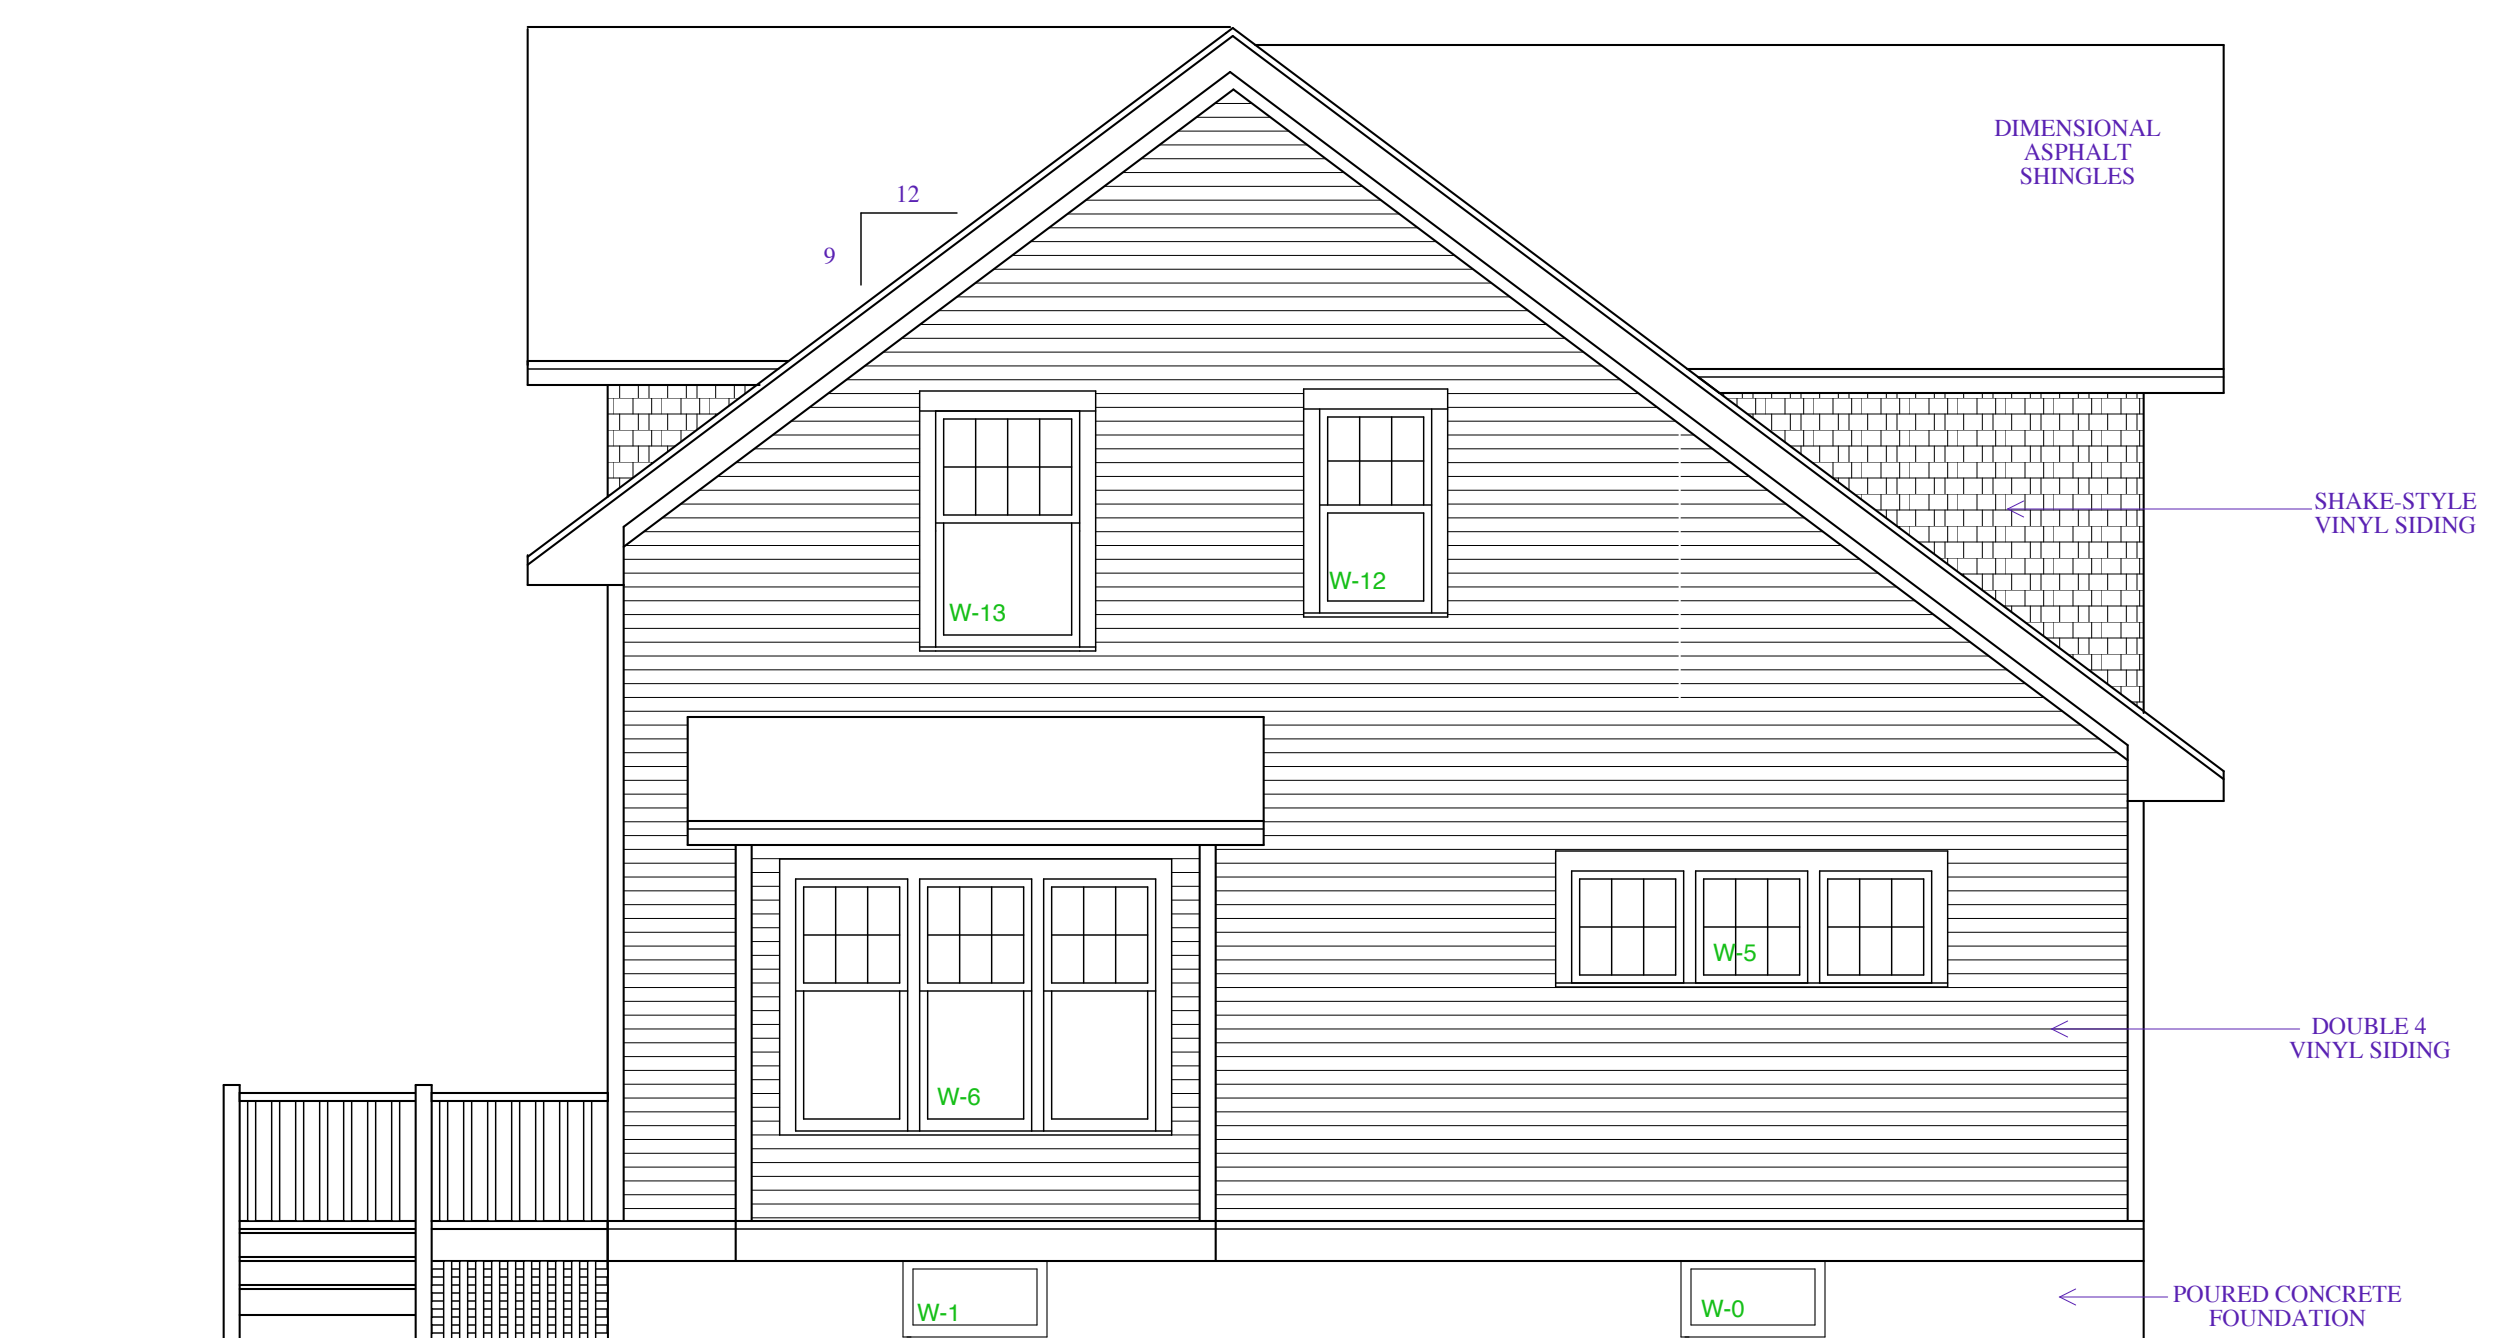 DIMENSIONAL
ASPHALT
SHINGLES
12
9
SHAKE-STYLE
VINYL SIDING
W-12
W-13
W-5
DOUBLE 4
VINYL SIDING
W-6
W-1
W-0
POURED CONCRETE
FOUNDATION